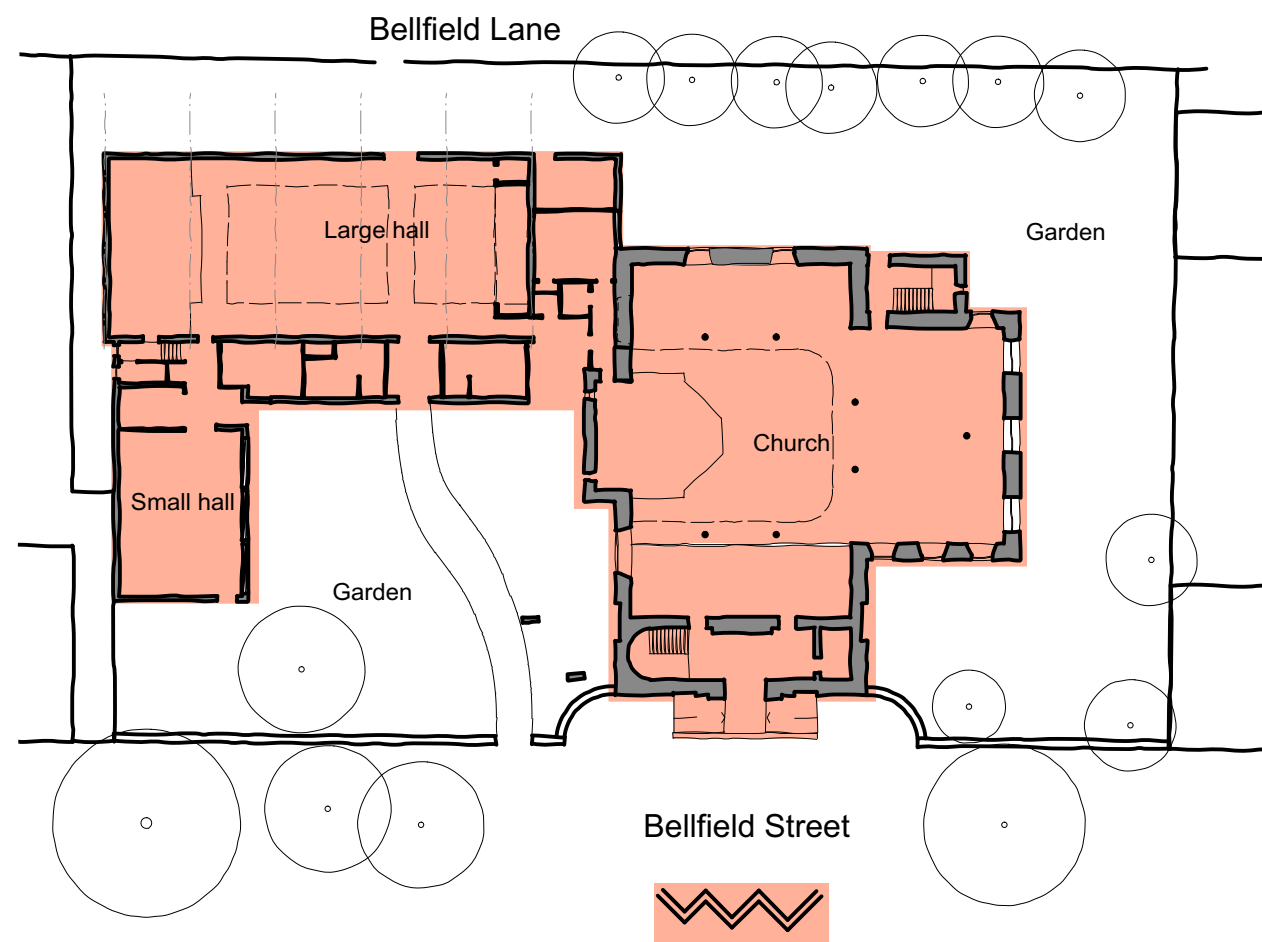 Bellfield Lane
Large hall
Garden
Church
Small hall
Garden
Bellfield Street